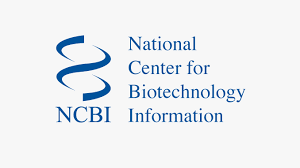 National
Center for
Biotechnology
NCBI Information